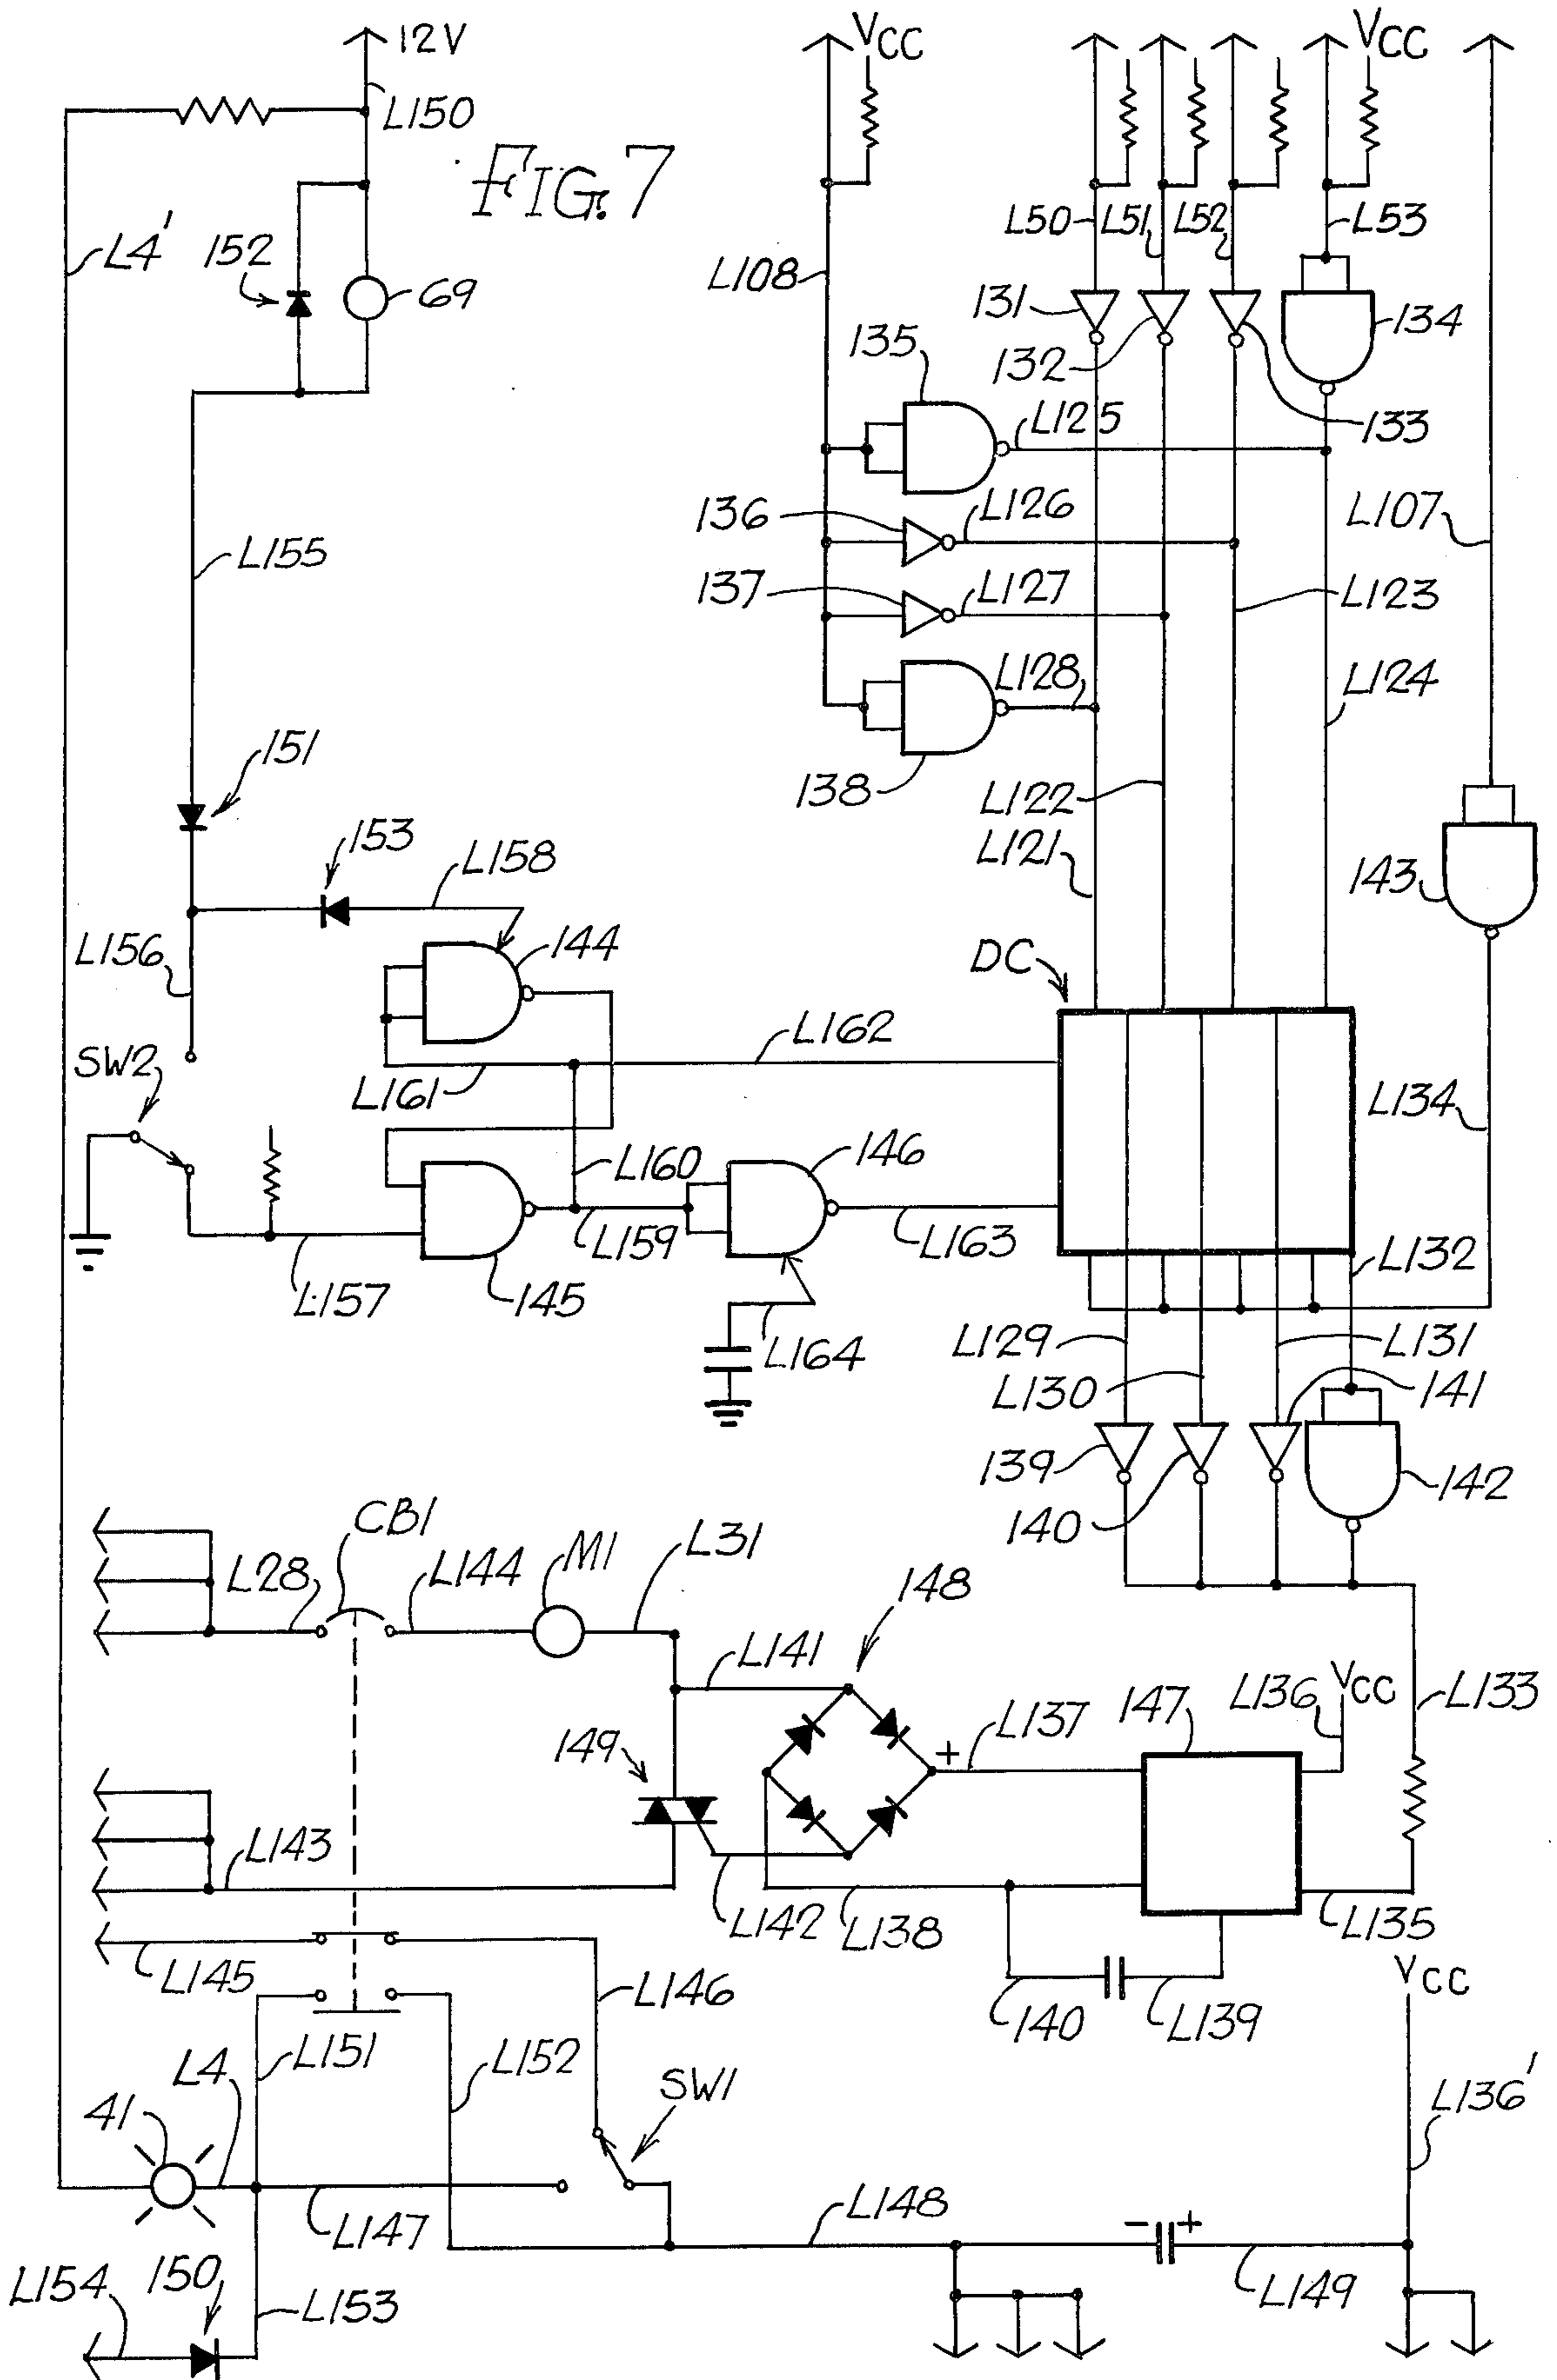 12V
VCC
VCC
L150
FIG. 7
L4'
152
69
L108
L50
L51
L52
L53
131
132
134
135
133
L125
136
L126
L107
137
L127
L123
L155
L128
L124
138
L122
L121
151
153
L158
143
L156
144
DC
SW2
L162
L161
L134
L160
146
L159
L163
L132
L157
145
L164
L129
L131
L130
141
139
140
142
CB1
M1
L31
L28
L144
148
L141
VCC
L136
L133
149
L137
+
147
L143
L142
L138
L135
L145
L146
140
L139
VCC
L151
L4
L152
SW1
41
L136'
L147
L148
- +
L149
150
L154
L153